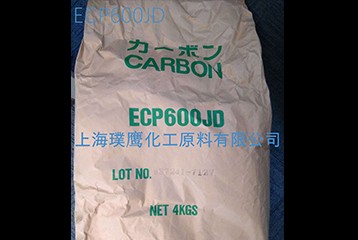 ECP600JD
カーボン
CARBON
ECP600JD
上海璞鹰化工原料有限公司
LOT NO.
NET 4KGS